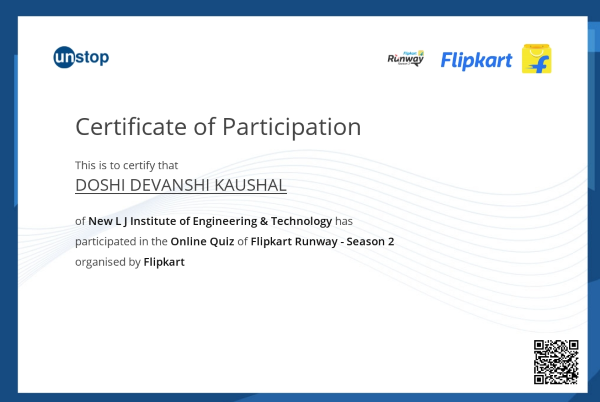 unstop
Flipkart
Runway
Flipkart
Certificate of Participation
This is to certify that
DOSHI DEVANSHI KAUSHAL
of New L J Institute of Engineering & Technology has
participated in the Online Quiz of Flipkart Runway - Season 2
organised by Flipkart